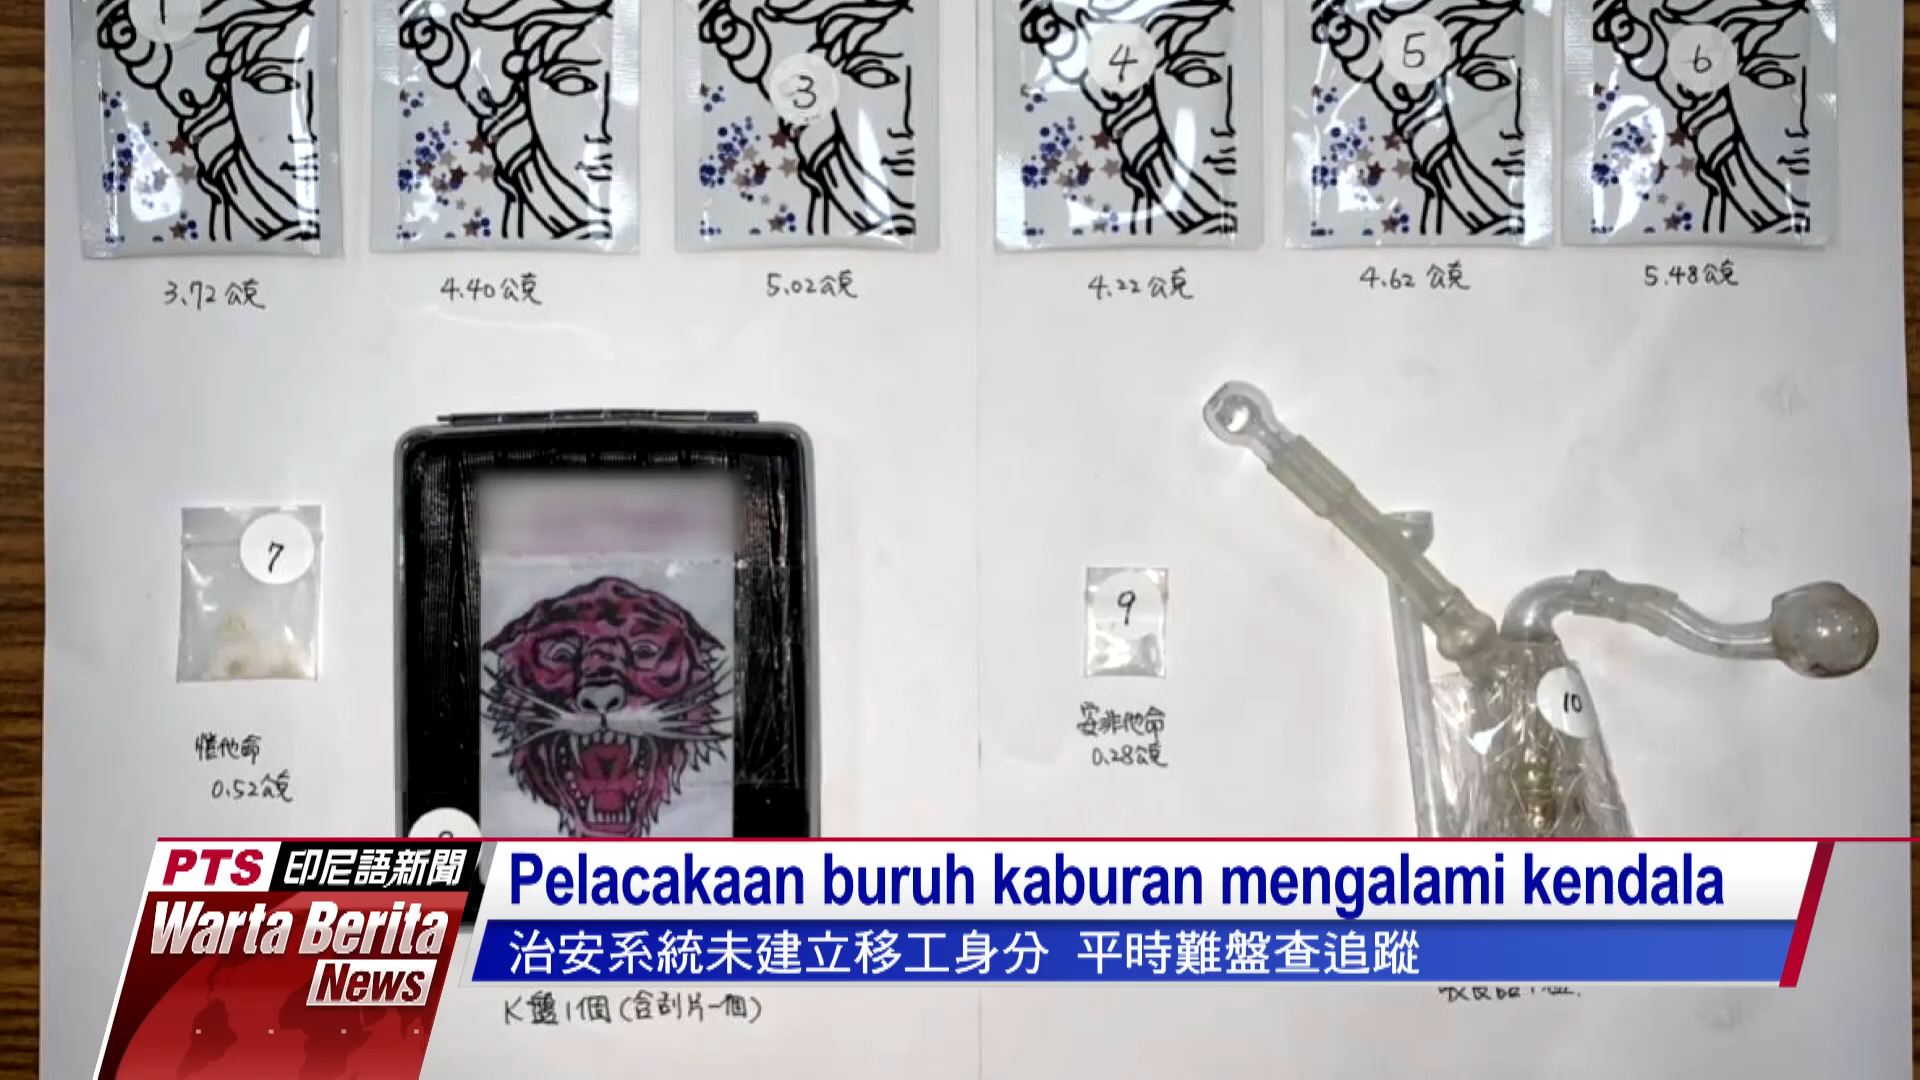 1
3
4
5
6
3.72公克
4.40公克
5.02公克
4.22公克
4.62公克
5.48公克
7
9
10
愷他命
0.52公克
安非他命
0.28公克
PTS 印尼語新聞
Warta Berita
News
Pelacakaan buruh kaburan mengalami kendala
治安系統未建立移工身分 平時難盤查追蹤
K盤1個(含刮片一個)